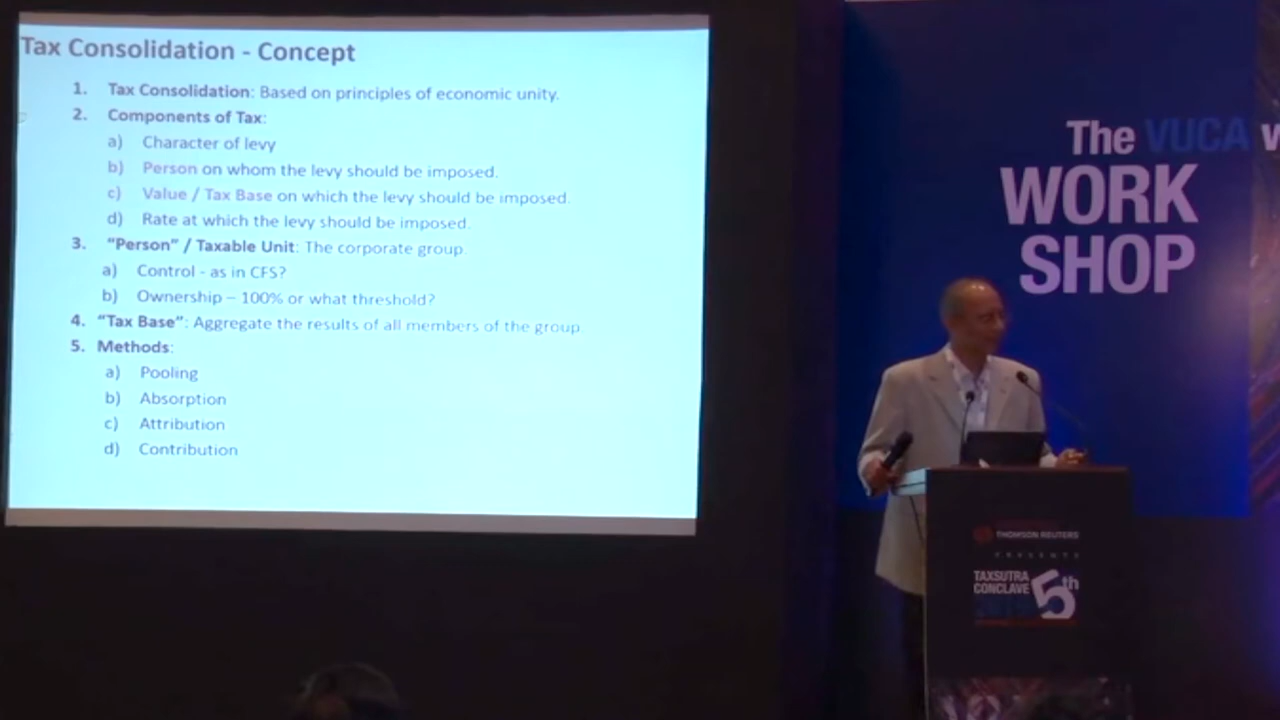 Tax Consolidation - Concept
1. Tax Consolidation: Based on principles of economic unity.
2. Components of Tax:
a) Character of levy
b) Person on whom the levy should be imposed.
c) Value / Tax Base on which the levy should be imposed.
d) Rate at which the levy should be imposed.
3. “Person” / Taxable Unit: The corporate group.
a) Control - as in CFS?
b) Ownership – 100% or what threshold?
4. “Tax Base”: Aggregate the results of all members of the group.
5. Methods:
a) Pooling
b) Absorption
c) Attribution
d) Contribution
The VUCA W
WORK
SHOP
THOMSON REUTERS
PRESENTS
TAXSUTRA
CONCLAVE
5th